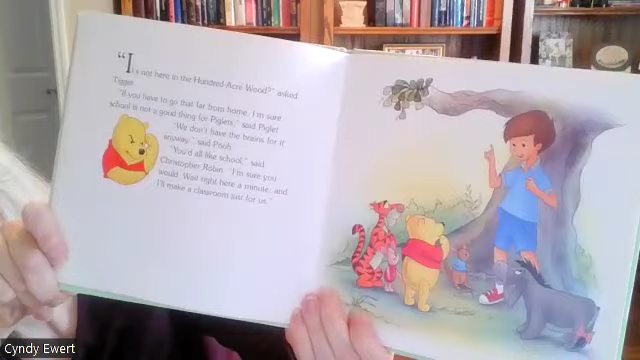 "It's not here in the Hundred-Acre Wood?" asked
Tigger.
"If you have to go that far from home, I'm sure
school is not a good thing for Piglets," said Piglet.
"We don't have the brains for it
anyway," said Pooh.
"You'd all like school," said
Christopher Robin. "I'm sure you
would. Wait right here a minute, and
I'll make a classroom just for us."
Cyndy Ewert